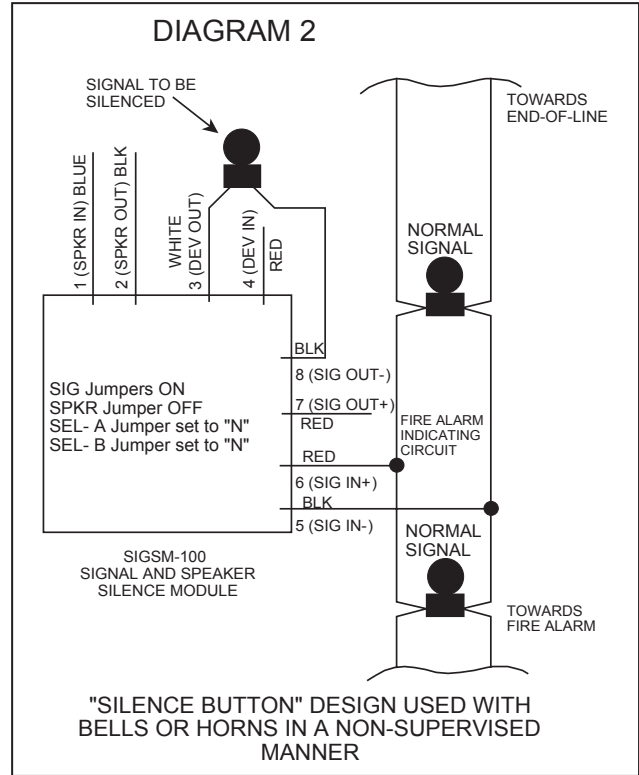 DIAGRAM 2
SIGNAL TO BE
SILENCED
TOWARDS
END-OF-LINE
1 (SPKR IN) BLUE
2 (SPKR OUT) BLK
WHITE
3 (DEV OUT)
4 (DEV IN)
RED
NORMAL
SIGNAL
BLK
8 (SIG OUT-)
7 (SIG OUT+)
RED
RED
6 (SIG IN+)
BLK
5 (SIG IN-)
SIG Jumpers ON
SPKR Jumper OFF
SEL- A Jumper set to "N"
SEL- B Jumper set to "N"
FIRE ALARM
INDICATING
CIRCUIT
SIGSM-100
SIGNAL AND SPEAKER
SILENCE MODULE
NORMAL
SIGNAL
TOWARDS
FIRE ALARM
"SILENCE BUTTON" DESIGN USED WITH
BELLS OR HORNS IN A NON-SUPERVISED
MANNER